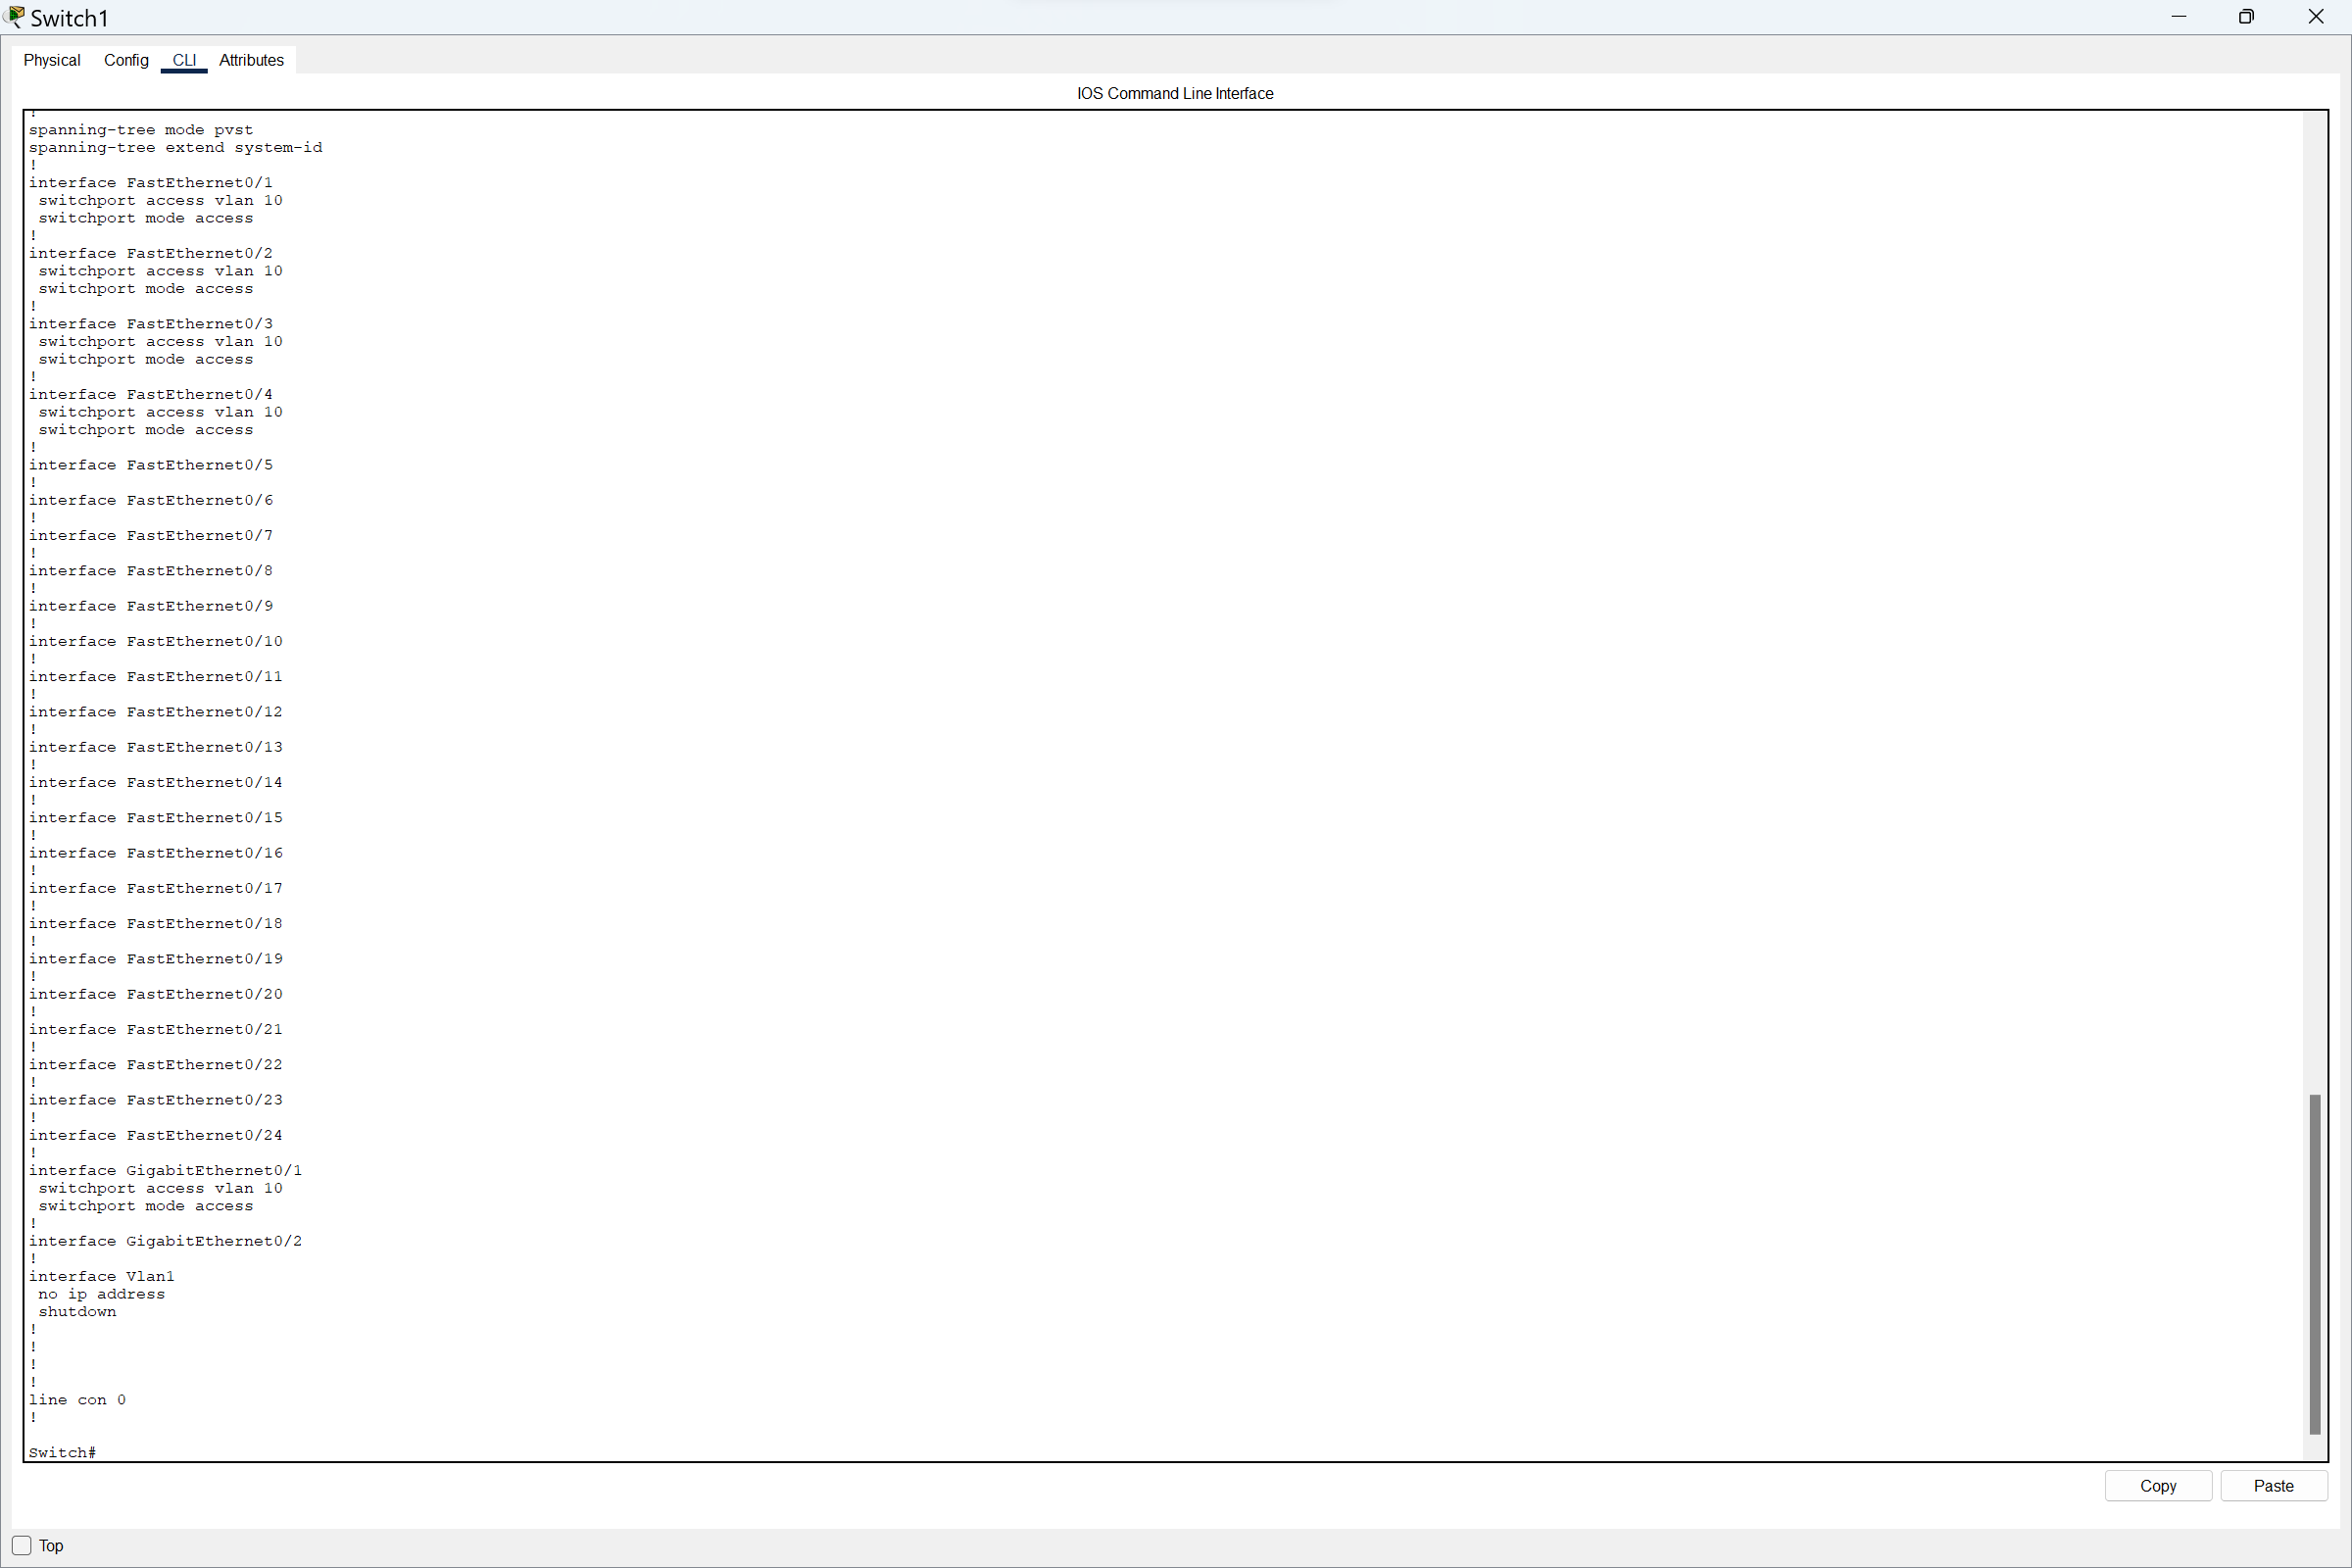 Switch1
Physical Config CLI Attributes
IOS Command Line Interface
!
spanning-tree mode pvst
spanning-tree extend system-id
!
interface FastEthernet0/1
 switchport access vlan 10
 switchport mode access
!
interface FastEthernet0/2
 switchport access vlan 10
 switchport mode access
!
interface FastEthernet0/3
 switchport access vlan 10
 switchport mode access
!
interface FastEthernet0/4
 switchport access vlan 10
 switchport mode access
!
interface FastEthernet0/5
!
interface FastEthernet0/6
!
interface FastEthernet0/7
!
interface FastEthernet0/8
!
interface FastEthernet0/9
!
interface FastEthernet0/10
!
interface FastEthernet0/11
!
interface FastEthernet0/12
!
interface FastEthernet0/13
!
interface FastEthernet0/14
!
interface FastEthernet0/15
!
interface FastEthernet0/16
!
interface FastEthernet0/17
!
interface FastEthernet0/18
!
interface FastEthernet0/19
!
interface FastEthernet0/20
!
interface FastEthernet0/21
!
interface FastEthernet0/22
!
interface FastEthernet0/23
!
interface FastEthernet0/24
!
interface GigabitEthernet0/1
 switchport access vlan 10
 switchport mode access
!
interface GigabitEthernet0/2
!
interface Vlan1
 no ip address
 shutdown
!
!
!
!
line con 0
!
Switch#
Copy Paste
Top